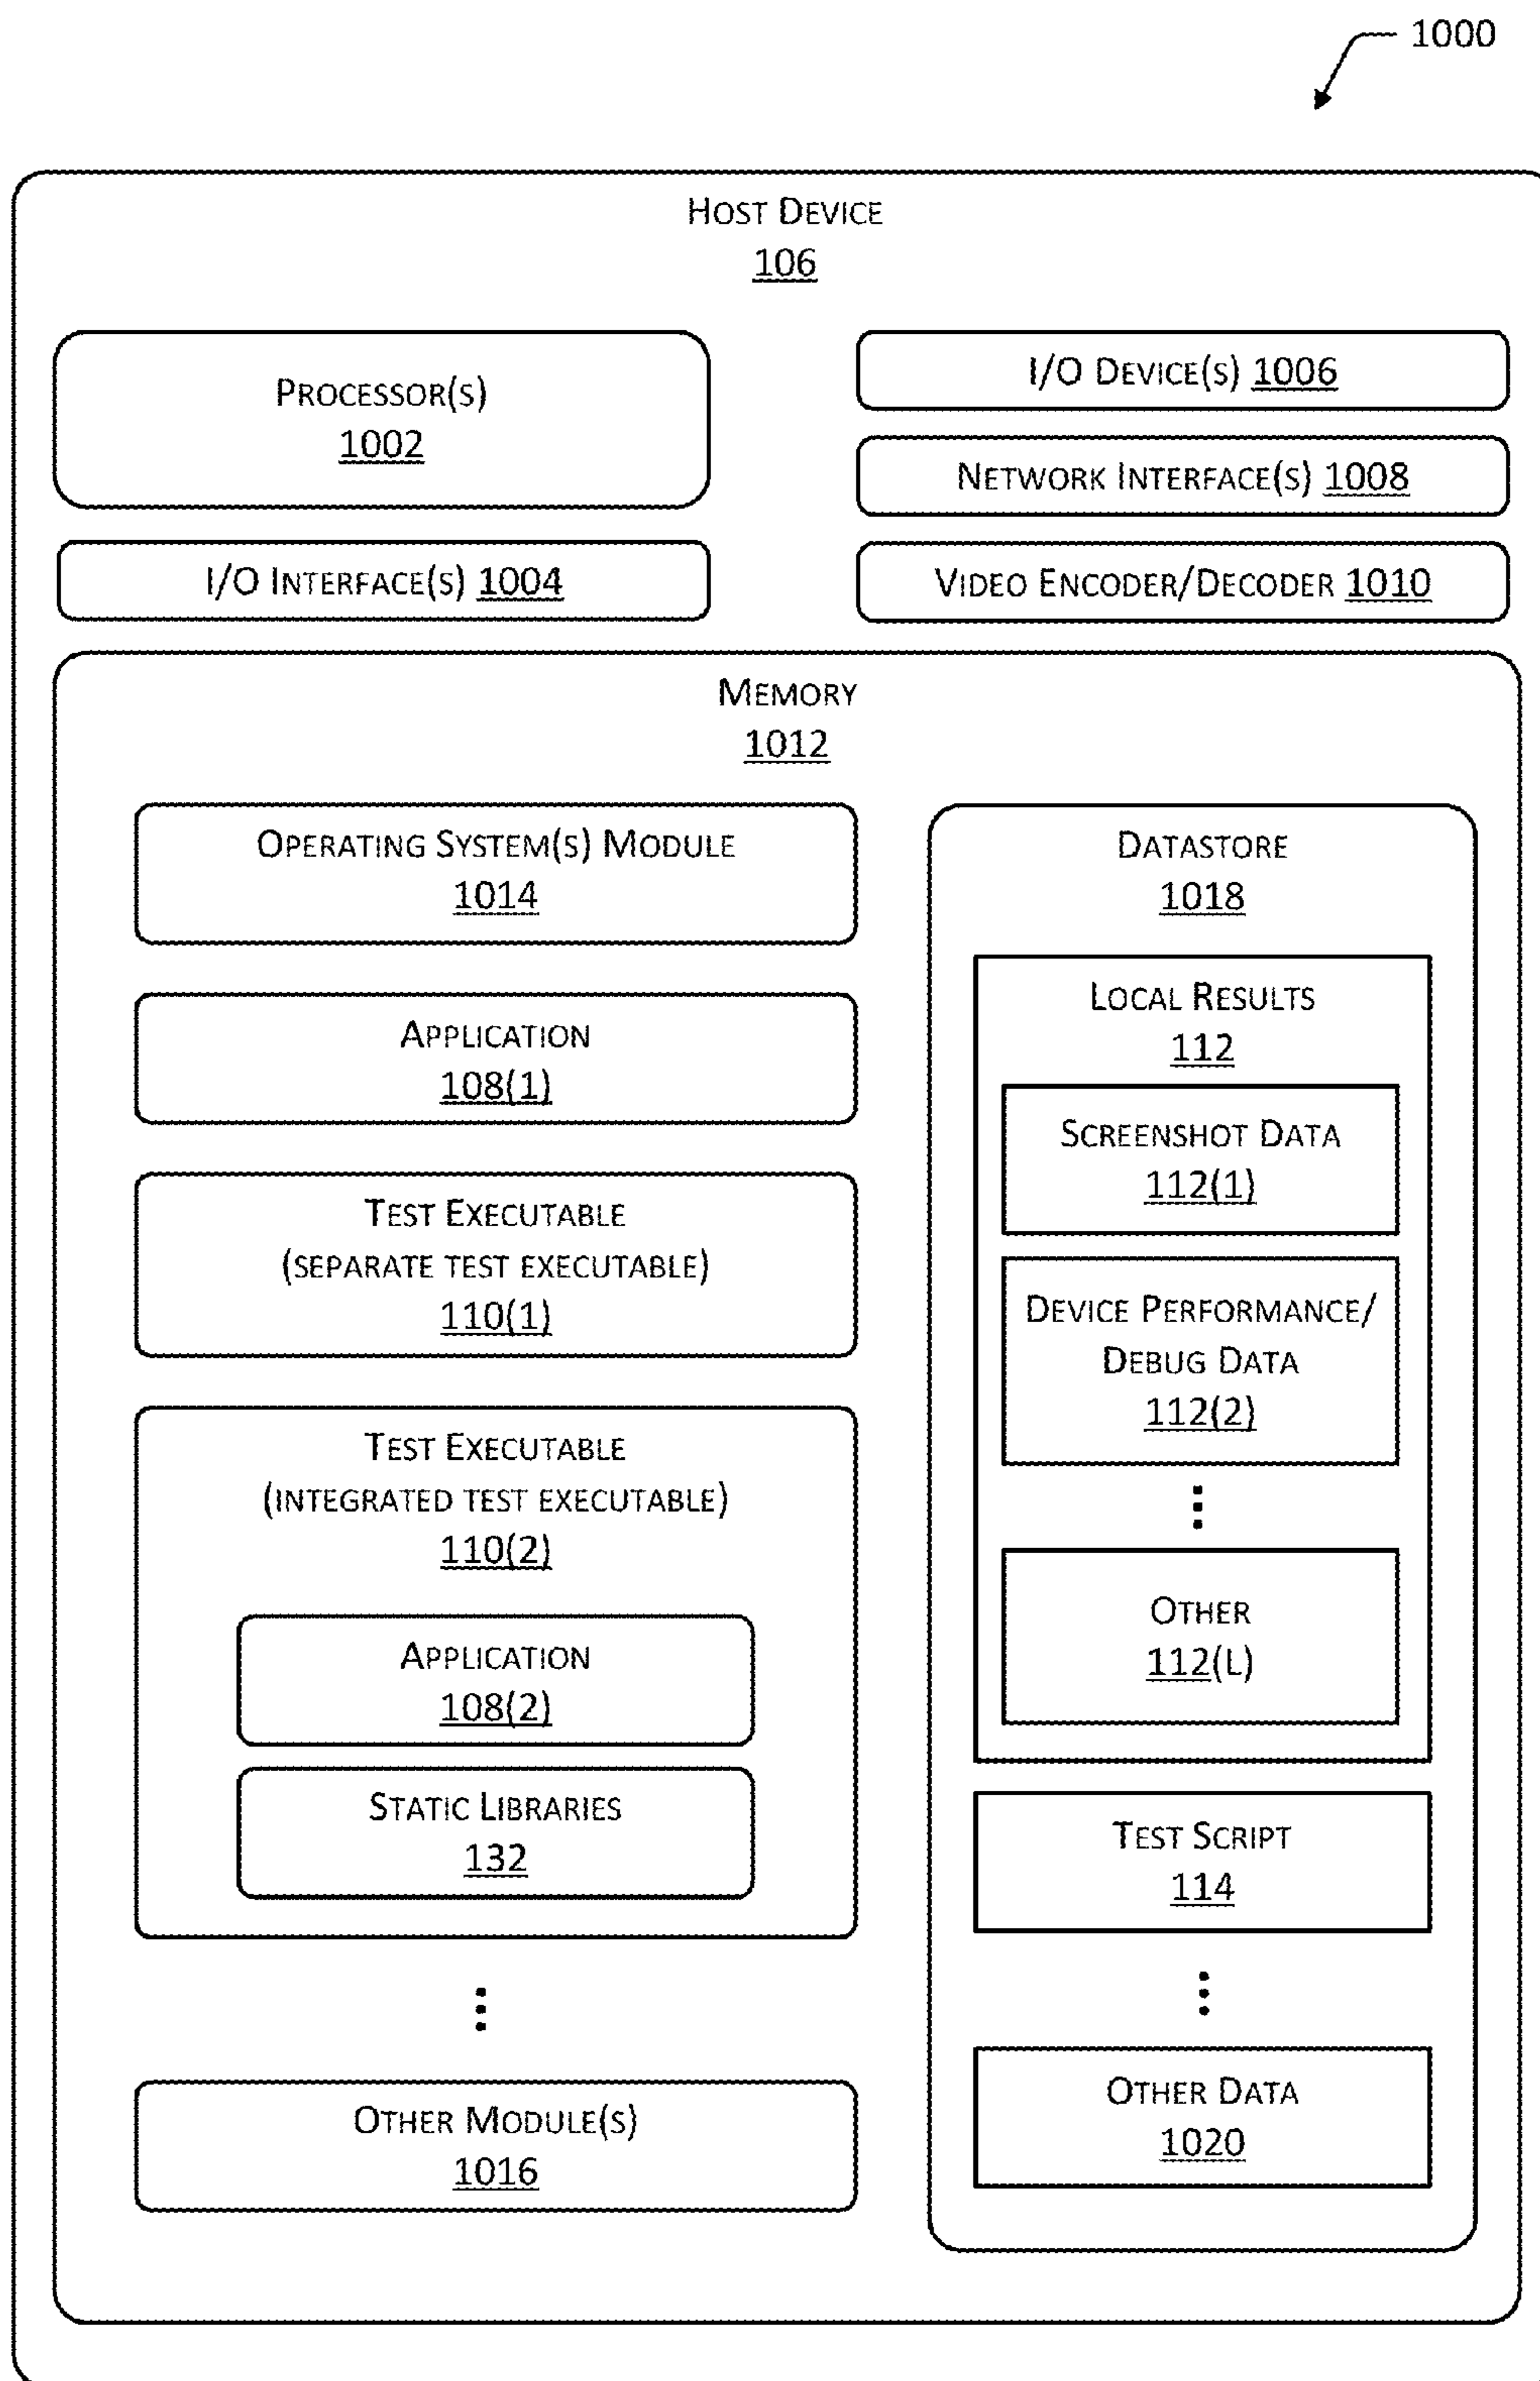 1000
HOST DEVICE
106
PROCESSOR(S)
1002
I/O INTERFACE(S) 1004
I/O DEVICE(S) 1006
NETWORK INTERFACE(S) 1008
VIDEO ENCODER/DECODER 1010
MEMORY
1012
OPERATING SYSTEM(S) MODULE
1014
APPLICATION
108(1)
TEST EXECUTABLE
(SEPARATE TEST EXECUTABLE)
110(1)
TEST EXECUTABLE
(INTEGRATED TEST EXECUTABLE)
110(2)
APPLICATION
108(2)
STATIC LIBRARIES
132
OTHER MODULE(S)
1016
DATASTORE
1018
LOCAL RESULTS
112
SCREENSHOT DATA
112(1)
DEVICE PERFORMANCE/
DEBUG DATA
112(2)
OTHER
112(L)
TEST SCRIPT
114
OTHER DATA
1020